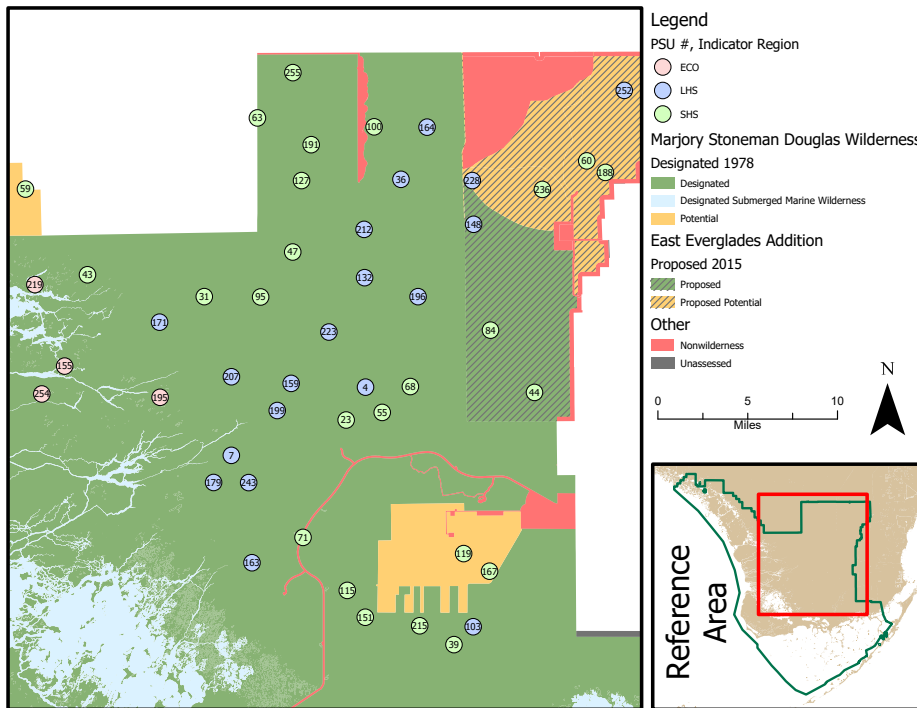 255
63
100
164
191
127
36
228
252
60
188
236
59
212
148
47
132
43
219
31
95
196
171
223
84
155
207
159
4
68
254
195
44
199
55
23
7
179
243
71
119
163
167
115
151
215
103
39
Legend
PSU #, Indicator Region
ECO
LHS
SHS
Marjory Stoneman Douglas Wilderness
Designated 1978
Designated
Designated Submerged Marine Wilderness
Potential
East Everglades Addition
Proposed 2015
Proposed
Proposed Potential
Other
Nonwilderness
Unassessed
N
0 5 10
Miles
Reference
Area